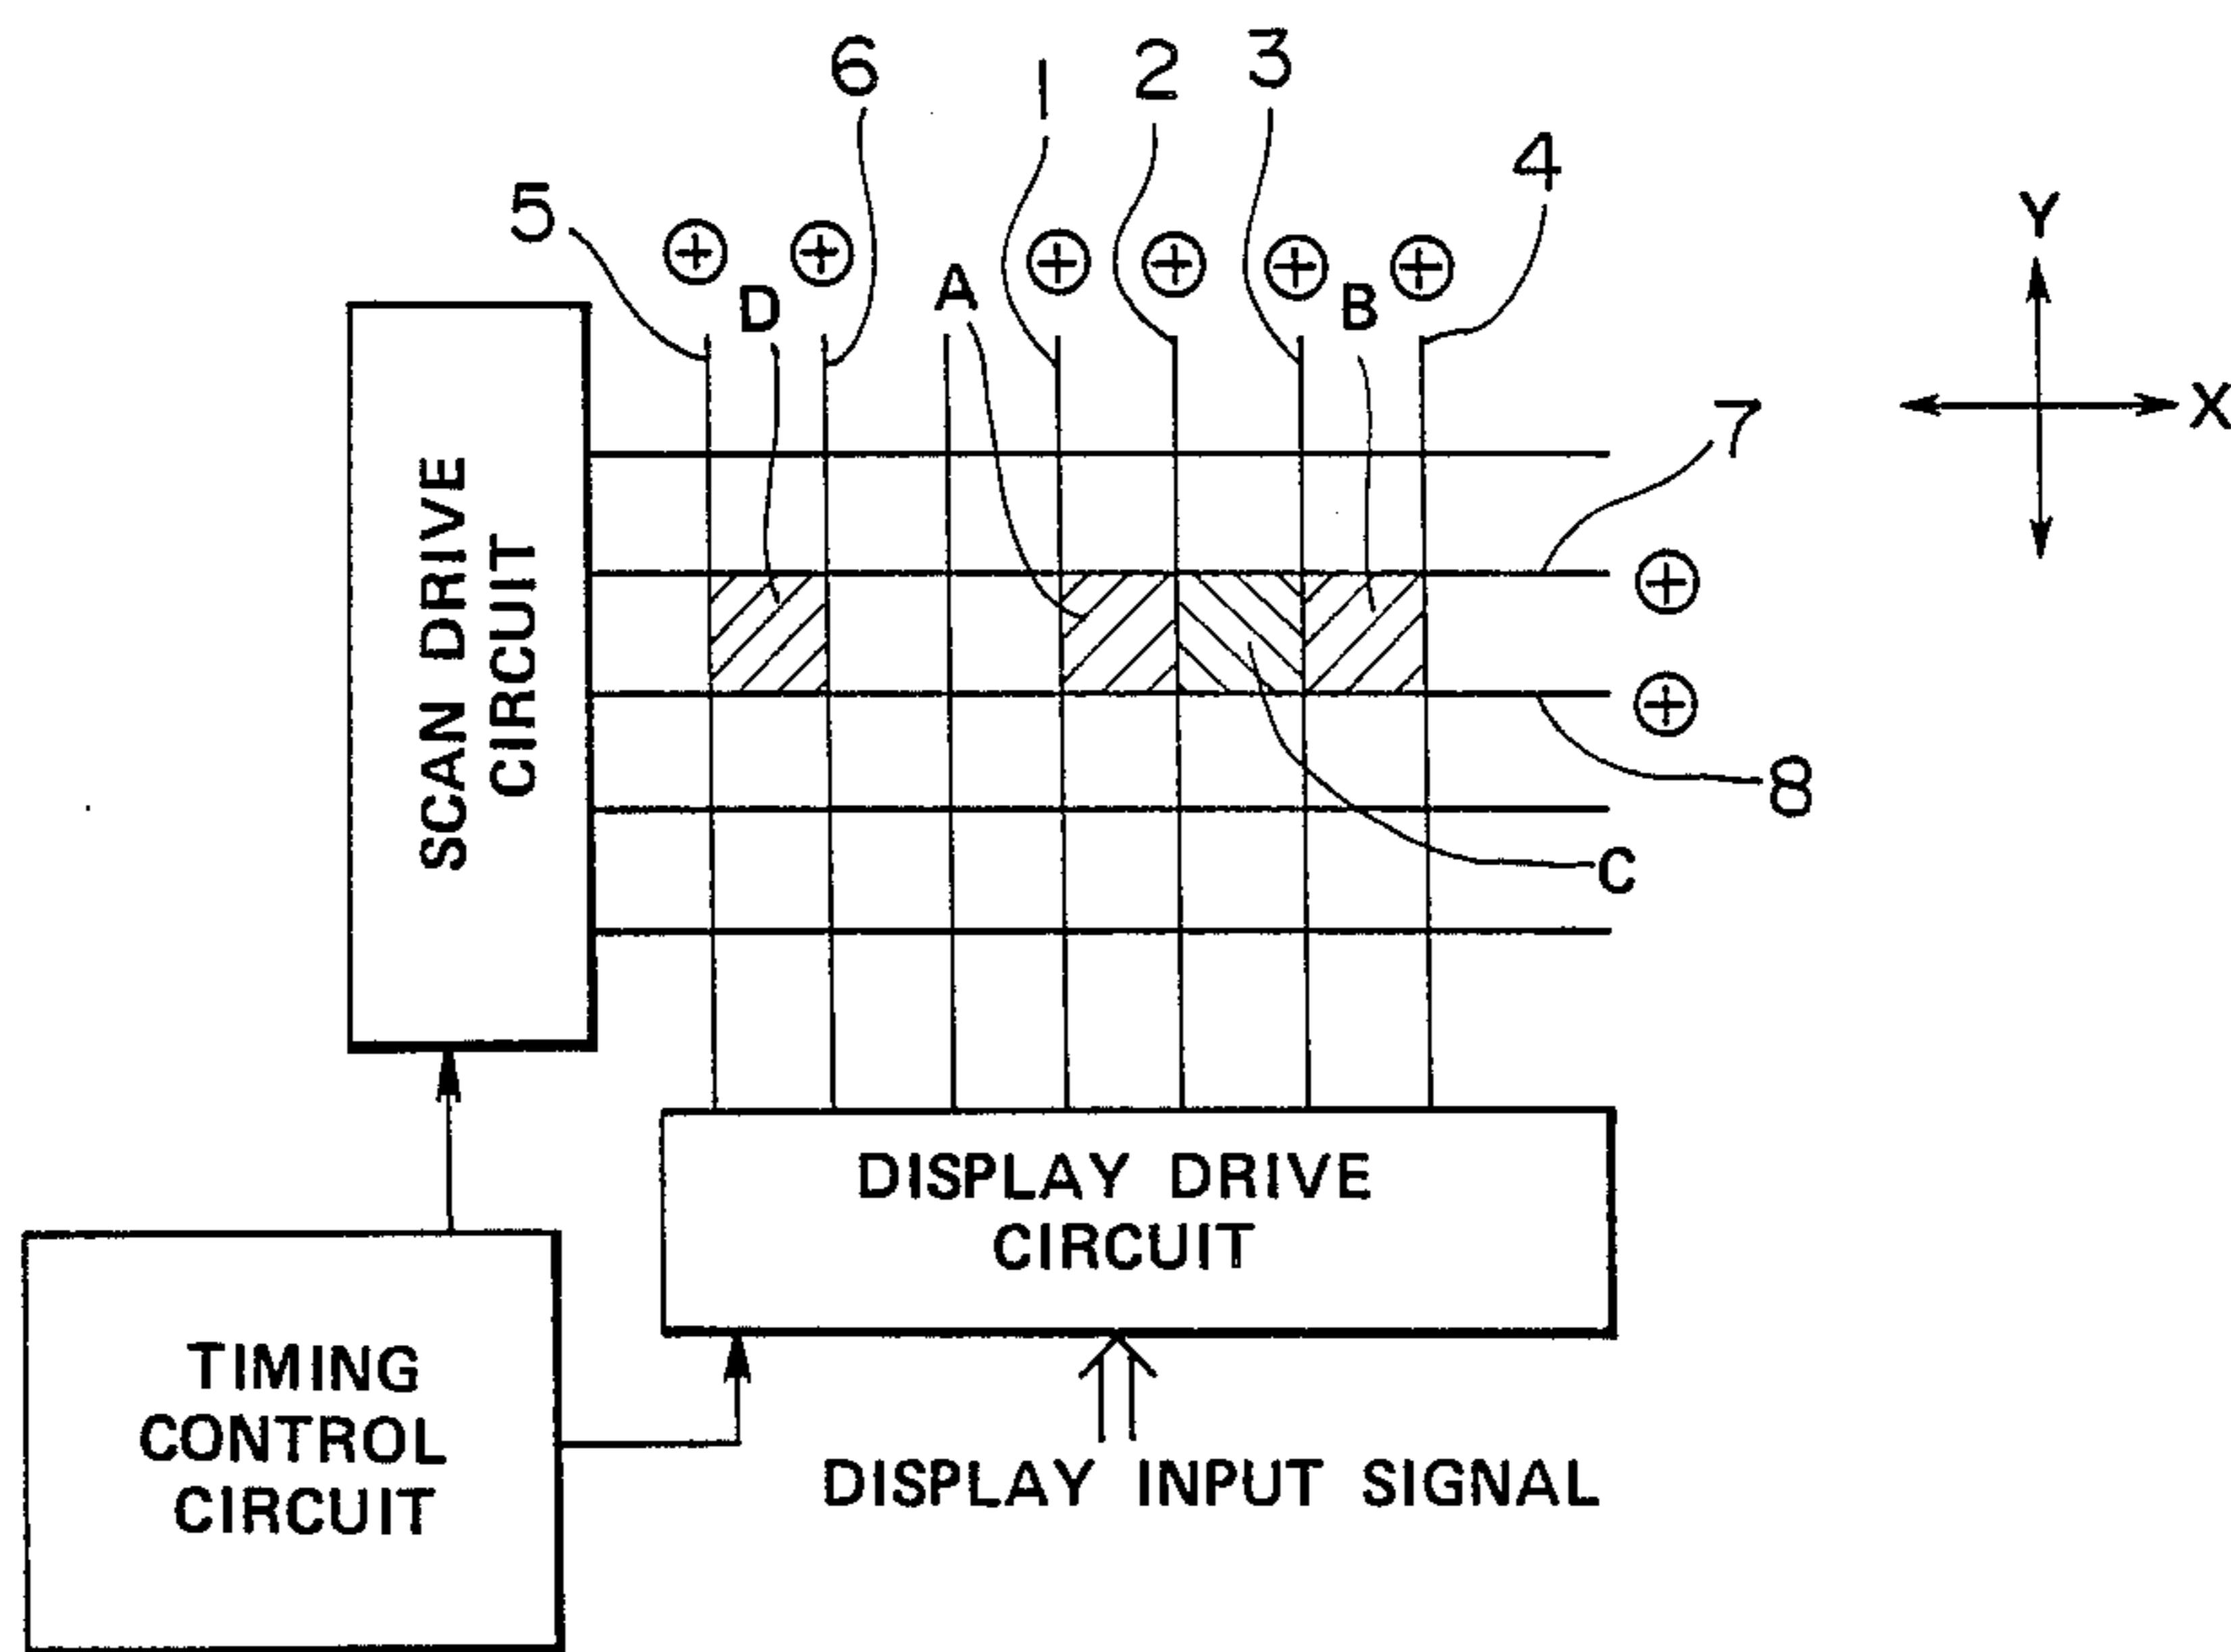 6
1
2
3
4
5
D
A
B
Y
X
7
8
C
SCAN DRIVE
CIRCUIT
DISPLAY DRIVE
CIRCUIT
TIMING
CONTROL
CIRCUIT
DISPLAY INPUT SIGNAL